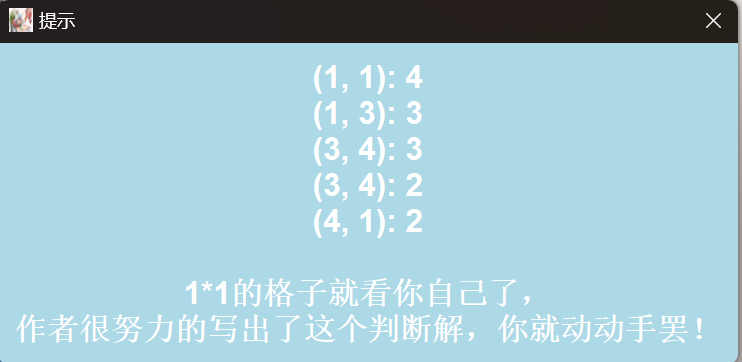 提示
(1, 1): 4
(1, 3): 3
(3, 4): 3
(3, 4): 2
(4, 1): 2
1*1的格子就看你自己了，
作者很努力的写出了这个判断解，你就动动手罢！